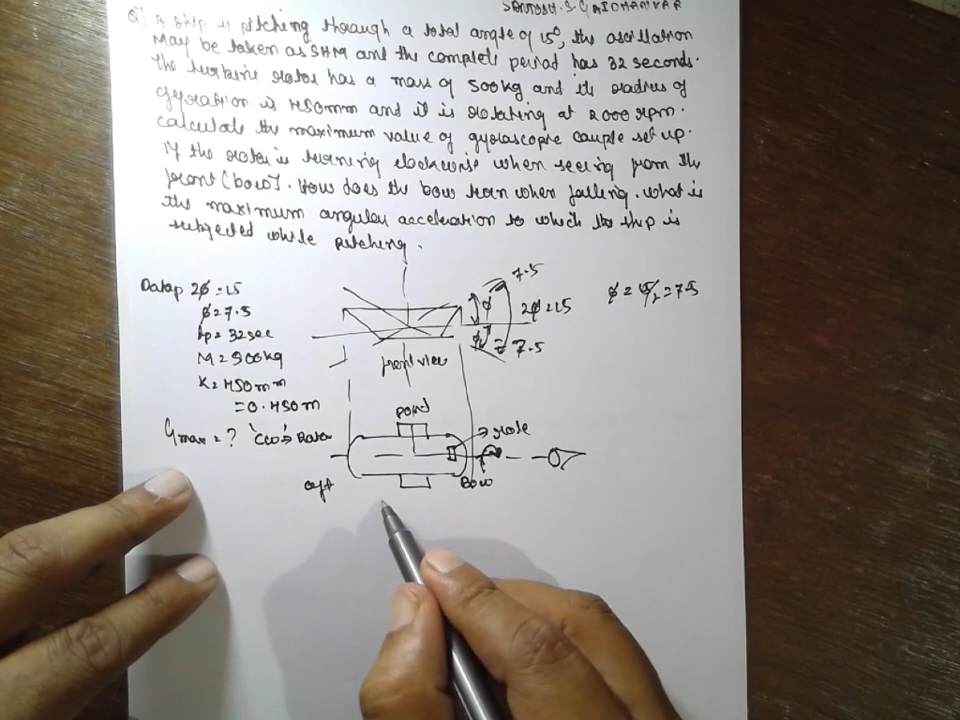 SANTOSH.S.GAIDHANKAR
Q) A ship is pitching through a total angle of 15°, the oscillation
may be taken as SHM and the complete period has 32 seconds.
The turbine rotor has a mass of 500kg and its radius of
gyration is 450mm and it is rotating at 2000 rpm.
calculate the maximum value of gyroscopic couple set up.
If the rotor is turning clockwise when seeing from the
front (bow). How does the bow turn when falling. what is
the maximum angular acceleration to which the ship is
subjected while pitching.
Data⇒ 2ϕ = 15
ϕ = 7.5
tp = 32sec
M = 500kg
K = 450mm
= 0.450m
Gmax = ? 'CCW' Rotor
7.5
ϕ
2ϕ = 15
ϕ
= 7.5
ϕ = 15/2 = 7.5
front view
Aft
Bow